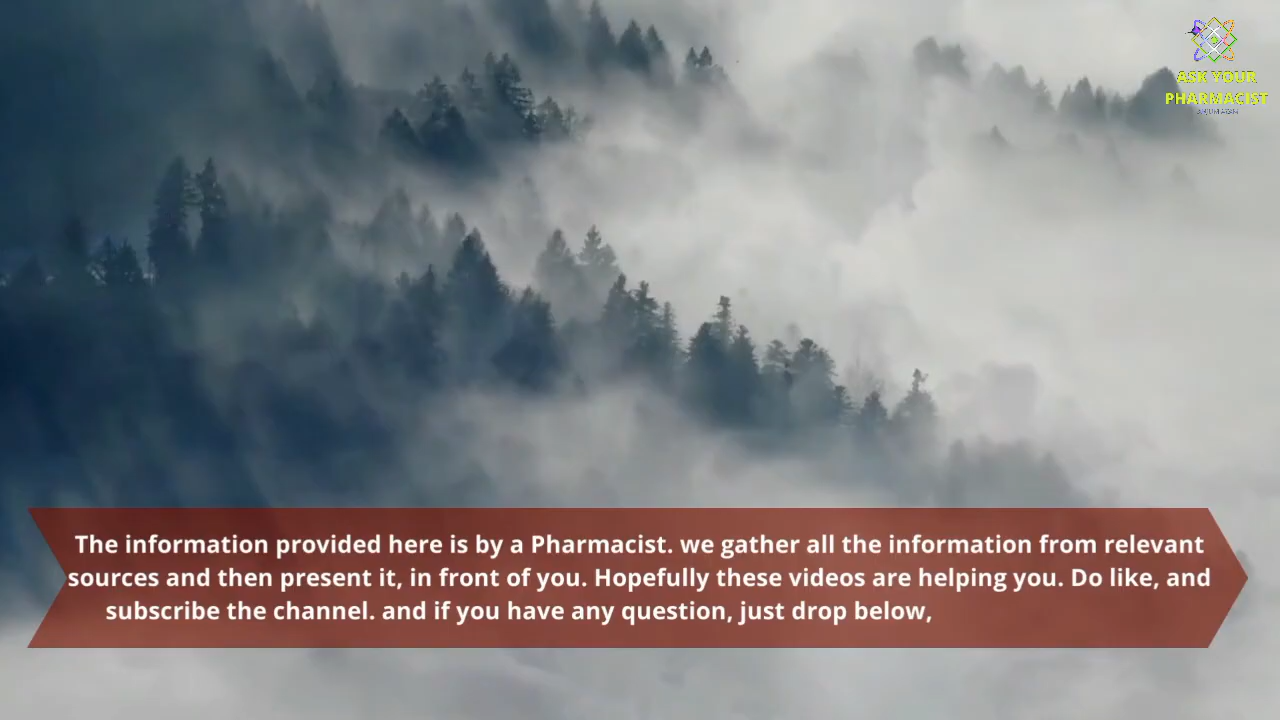 ASK YOUR
PHARMACIST
The information provided here is by a Pharmacist. we gather all the information from relevant
sources and then present it, in front of you. Hopefully these videos are helping you. Do like, and
subscribe the channel. and if you have any question, just drop below,